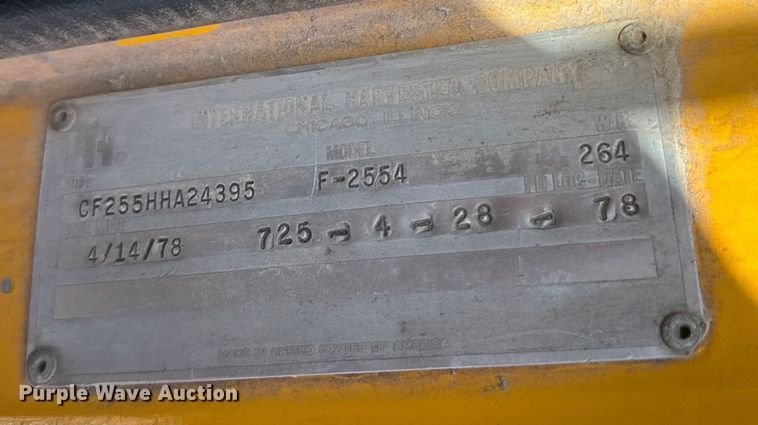 INTERNATIONAL HARVESTER COMPANY
CHICAGO, ILLINOIS
IH.
MODEL W.B.
CF255HHA24395 F-2554 264
4/14/78 725-4-28-78
MADE IN UNITED STATES OF AMERICA
Purple Wave Auction